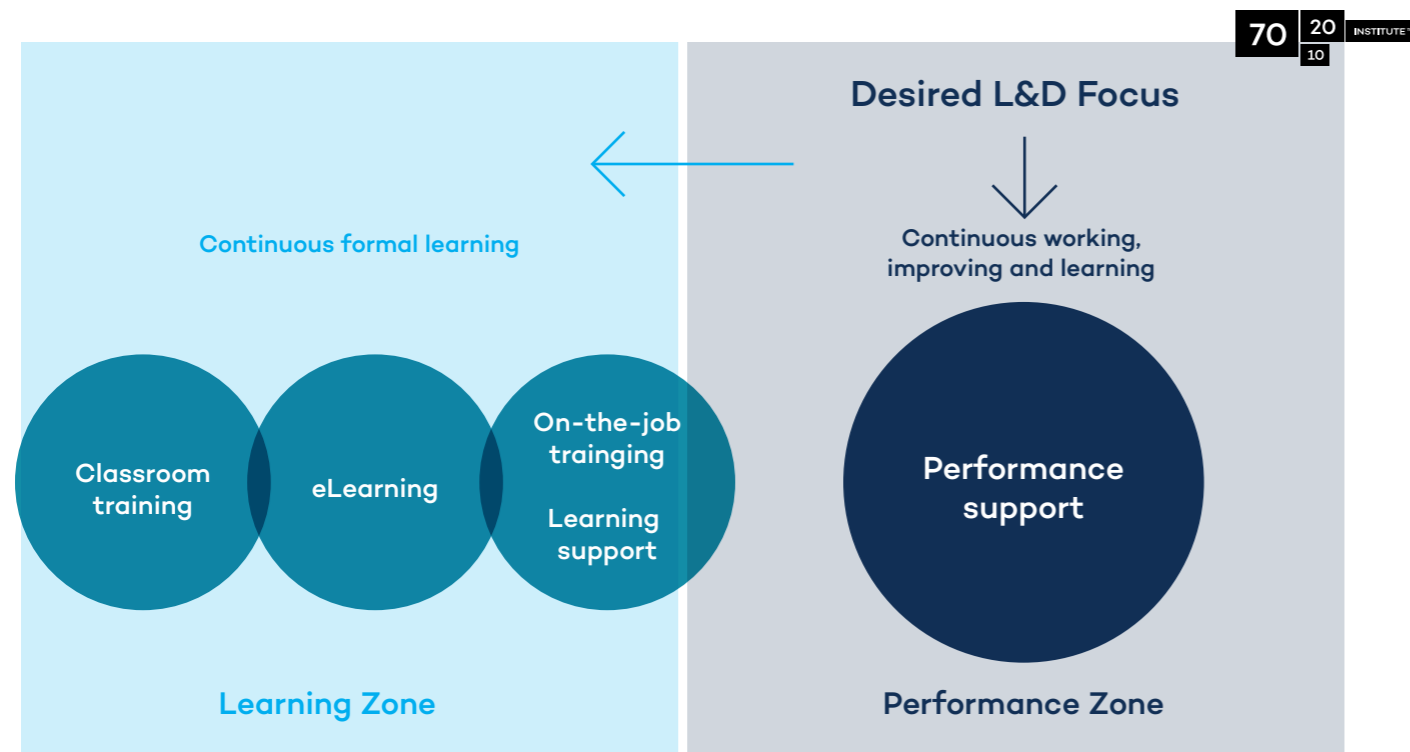 70
20
10
INSTITUTE
Desired L&D Focus
Continuous formal learning
Continuous working,
improving and learning
Classroom
training
eLearning
On-the-job
trainging
Learning
support
Performance
support
Learning Zone
Performance Zone